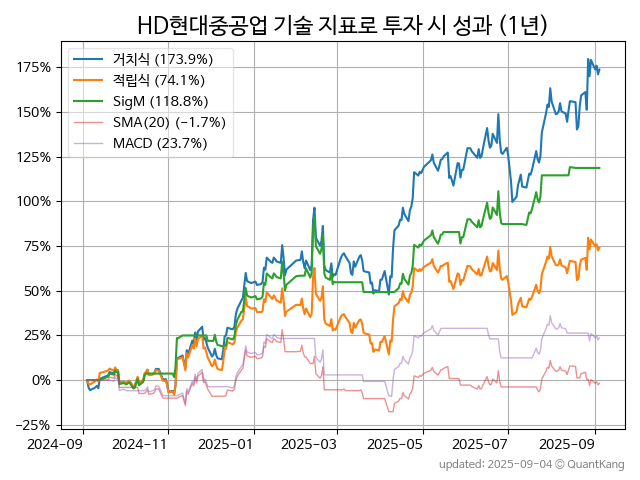 HD현대중공업 기술 지표로 투자 시 성과 (1년)
거치식 (173.9%)
적립식 (74.1%)
SigM (118.8%)
SMA(20) (-1.7%)
MACD (23.7%)
175%
150%
125%
100%
75%
50%
25%
0%
-25%
2024-09 2024-11 2025-01 2025-03 2025-05 2025-07 2025-09
updated: 2025-09-04 © QuantKang